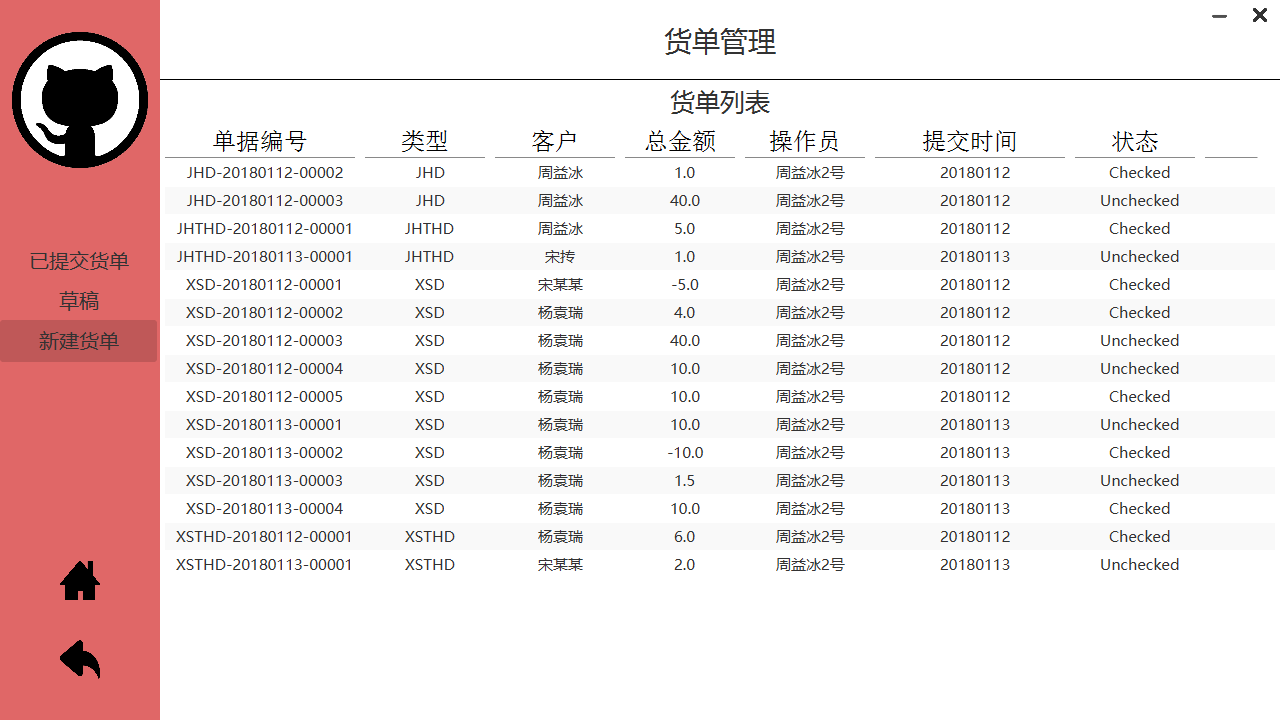 货单管理
货单列表
单据编号 类型 客户 总金额 操作员 提交时间 状态
JHD-20180112-00002 JHD 周益冰 1.0 周益冰2号 20180112 Checked
JHD-20180112-00003 JHD 周益冰 40.0 周益冰2号 20180112 Unchecked
JHTHD-20180112-00001 JHTHD 周益冰 5.0 周益冰2号 20180112 Checked
JHTHD-20180113-00001 JHTHD 宋抟 1.0 周益冰2号 20180113 Unchecked
XSD-20180112-00001 XSD 宋某某 -5.0 周益冰2号 20180112 Checked
XSD-20180112-00002 XSD 杨袁瑞 4.0 周益冰2号 20180112 Checked
XSD-20180112-00003 XSD 杨袁瑞 40.0 周益冰2号 20180112 Unchecked
XSD-20180112-00004 XSD 杨袁瑞 10.0 周益冰2号 20180112 Unchecked
XSD-20180112-00005 XSD 杨袁瑞 10.0 周益冰2号 20180112 Checked
XSD-20180113-00001 XSD 杨袁瑞 10.0 周益冰2号 20180113 Unchecked
XSD-20180113-00002 XSD 杨袁瑞 -10.0 周益冰2号 20180113 Checked
XSD-20180113-00003 XSD 杨袁瑞 1.5 周益冰2号 20180113 Unchecked
XSD-20180113-00004 XSD 杨袁瑞 10.0 周益冰2号 20180113 Checked
XSTHD-20180112-00001 XSTHD 杨袁瑞 6.0 周益冰2号 20180112 Checked
XSTHD-20180113-00001 XSTHD 宋某某 2.0 周益冰2号 20180113 Unchecked
已提交货单
草稿
新建货单